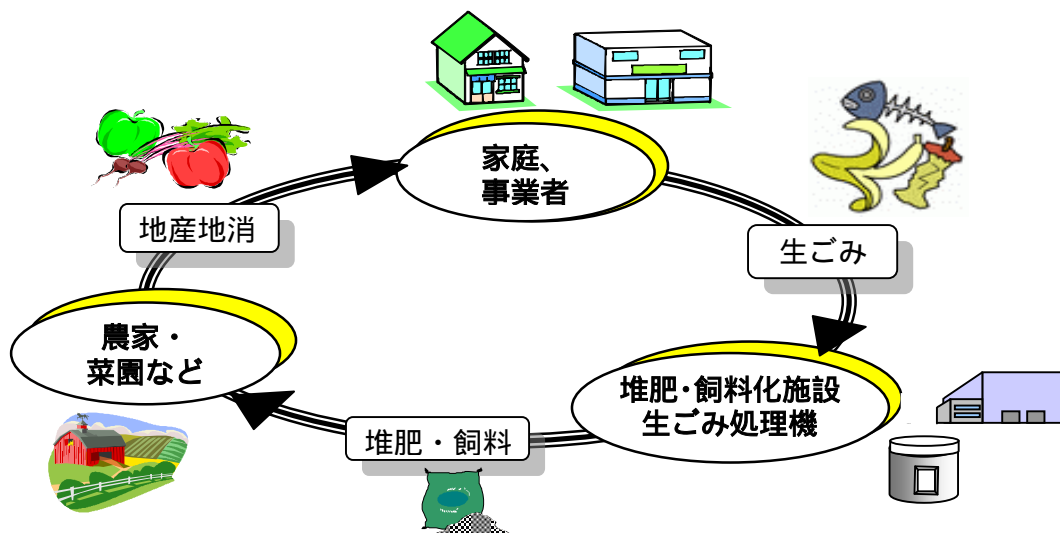 家庭、
事業者
地産地消
生ごみ
農家・
菜園など
堆肥・飼料化施設
生ごみ処理機
堆肥・飼料